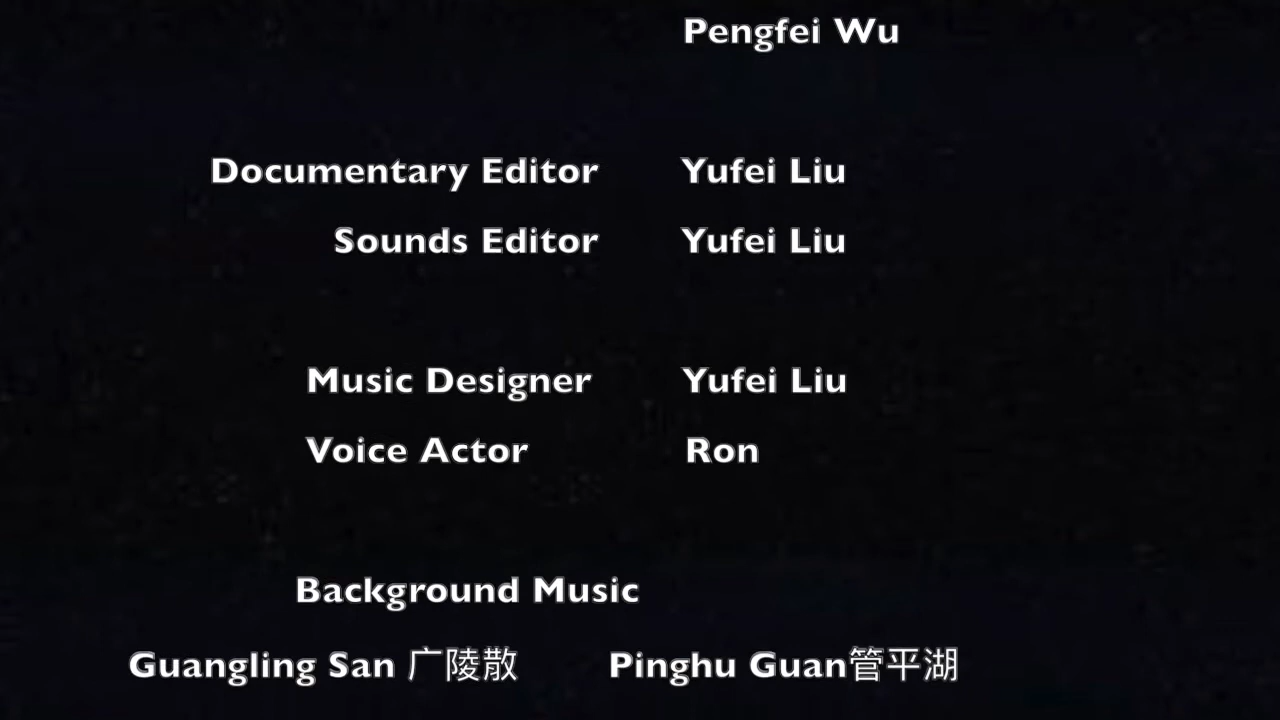 Pengfei Wu
Documentary Editor Yufei Liu
Sounds Editor Yufei Liu
Music Designer Yufei Liu
Voice Actor Ron
Background Music
Guangling San 广陵散 Pinghu Guan管平湖